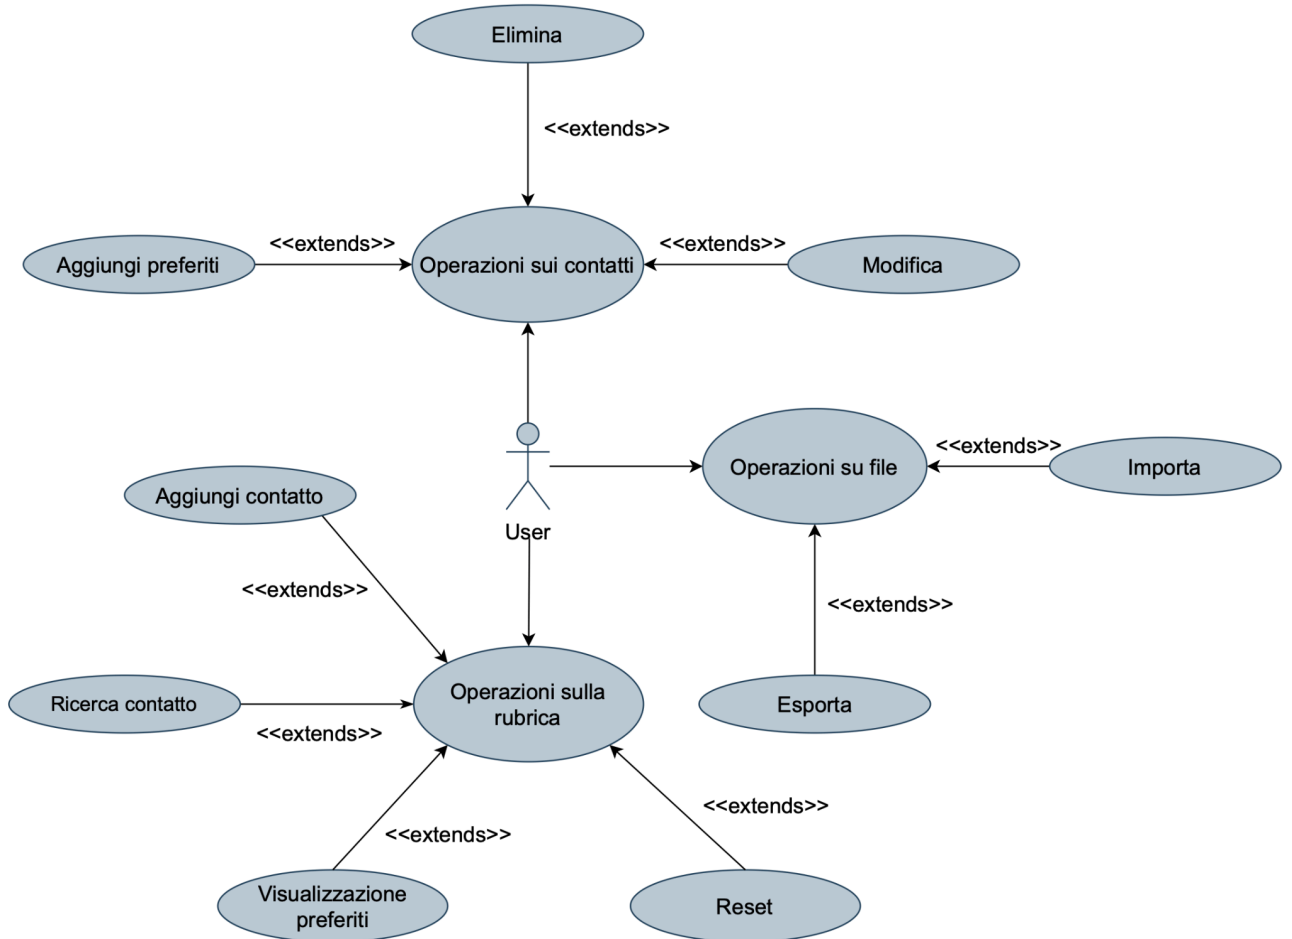 Elimina
<<extends>>
Aggiungi preferiti
<<extends>>
Operazioni sui contatti
<<extends>>
Modifica
Operazioni su file
<<extends>>
Importa
Aggiungi contatto
User
<<extends>>
<<extends>>
Ricerca contatto
<<extends>>
Operazioni sulla
rubrica
Esporta
<<extends>>
<<extends>>
Visualizzazione
preferiti
Reset